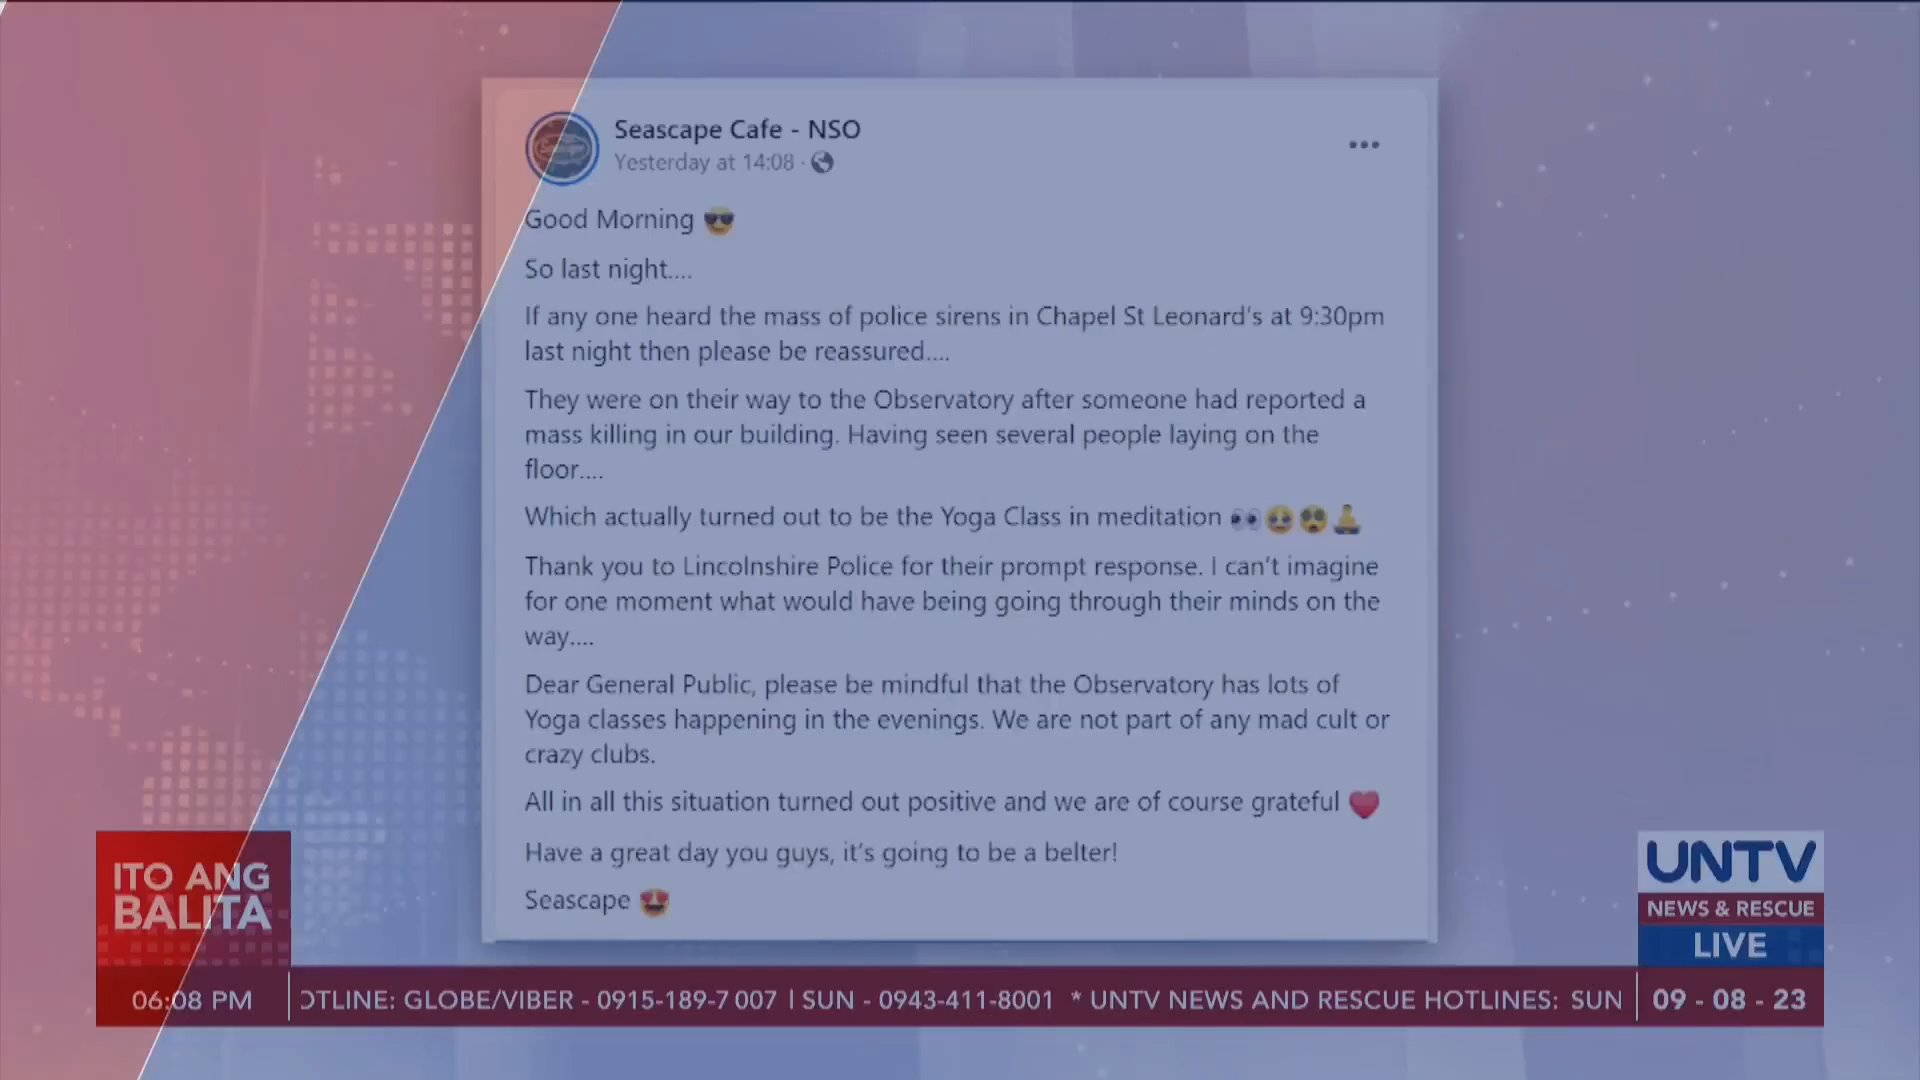 Seascape Cafe - NSO
Yesterday at 14:08 ·
Good Morning 😎
So last night....
If any one heard the mass of police sirens in Chapel St Leonard's at 9:30pm
last night then please be reassured....
They were on their way to the Observatory after someone had reported a
mass killing in our building. Having seen several people laying on the
floor....
Which actually turned out to be the Yoga Class in meditation
Thank you to Lincolnshire Police for their prompt response. I can't imagine
for one moment what would have being going through their minds on the
way....
Dear General Public, please be mindful that the Observatory has lots of
Yoga classes happening in the evenings. We are not part of any mad cult or
crazy clubs.
All in all this situation turned out positive and we are of course grateful ❤️
Have a great day you guys, it's going to be a belter!
Seascape 😍
ITO ANG
BALITA
UNTV
NEWS & RESCUE
LIVE
06:08 PM
OTLINE: GLOBE/VIBER - 0915-189-7007 | SUN - 0943-411-8001 * UNTV NEWS AND RESCUE HOTLINES: SUN
09 - 08 - 23